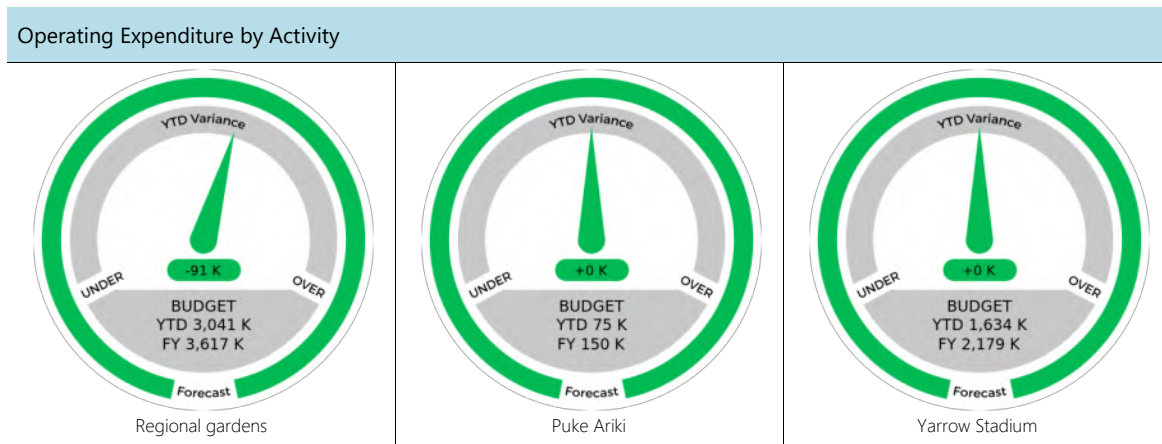 Operating Expenditure by Activity
YTD Variance
-91 K
UNDER
OVER
BUDGET
YTD 3,041 K
FY 3,617 K
Forecast
Regional gardens
YTD Variance
+0 K
UNDER
OVER
BUDGET
YTD 75 K
FY 150 K
Forecast
Puke Ariki
YTD Variance
+0 K
UNDER
OVER
BUDGET
YTD 1,634 K
FY 2,179 K
Forecast
Yarrow Stadium